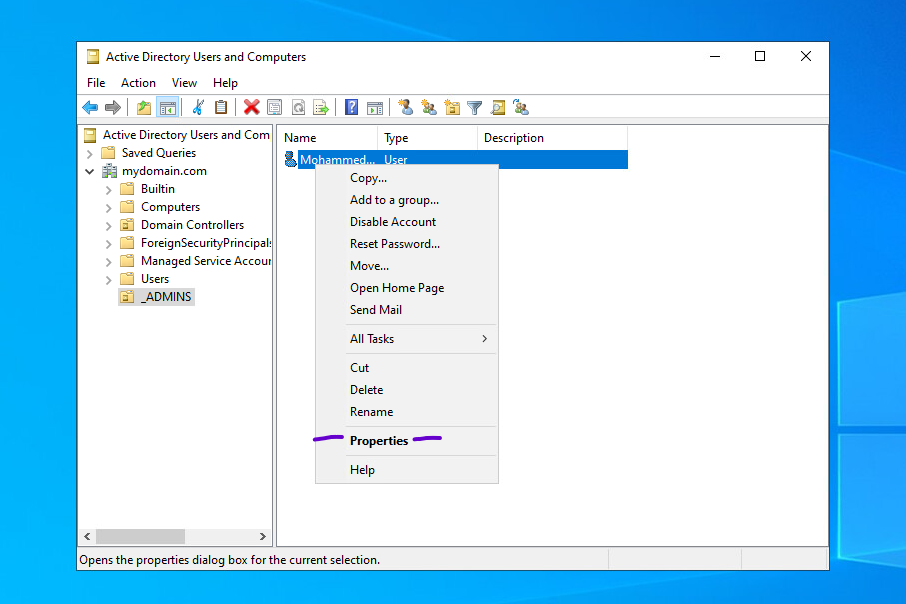 Active Directory Users and Computers
File Action View Help
Active Directory Users and Com
Saved Queries
mydomain.com
Builtin
Computers
Domain Controllers
ForeignSecurityPrincipals
Managed Service Accour
Users
_ADMINS
Name Type Description
Mohammed... User
Copy...
Add to a group...
Disable Account
Reset Password...
Move...
Open Home Page
Send Mail
All Tasks
Cut
Delete
Rename
Properties
Help
Opens the properties dialog box for the current selection.